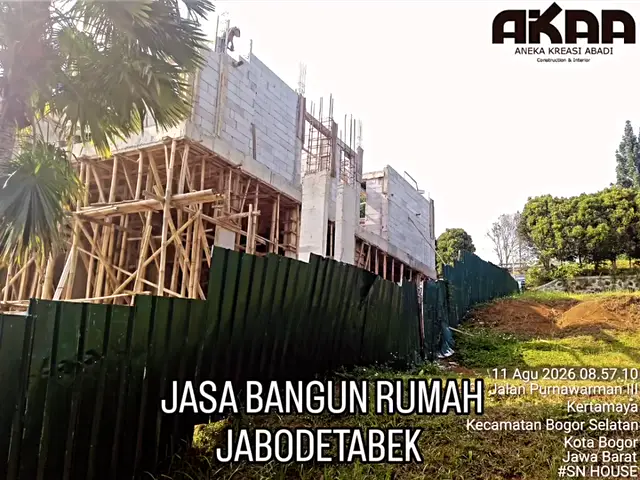 AKAA
ANEKA KREASI ABADI
Construction & Interior
11 Agu 2026 08.57.10
Jalan Purnawarman III
Kertamaya
Kecamatan Bogor Selatan
Kota Bogor
Jawa Barat
#SN HOUSE
JASA BANGUN RUMAH
JABODETABEK